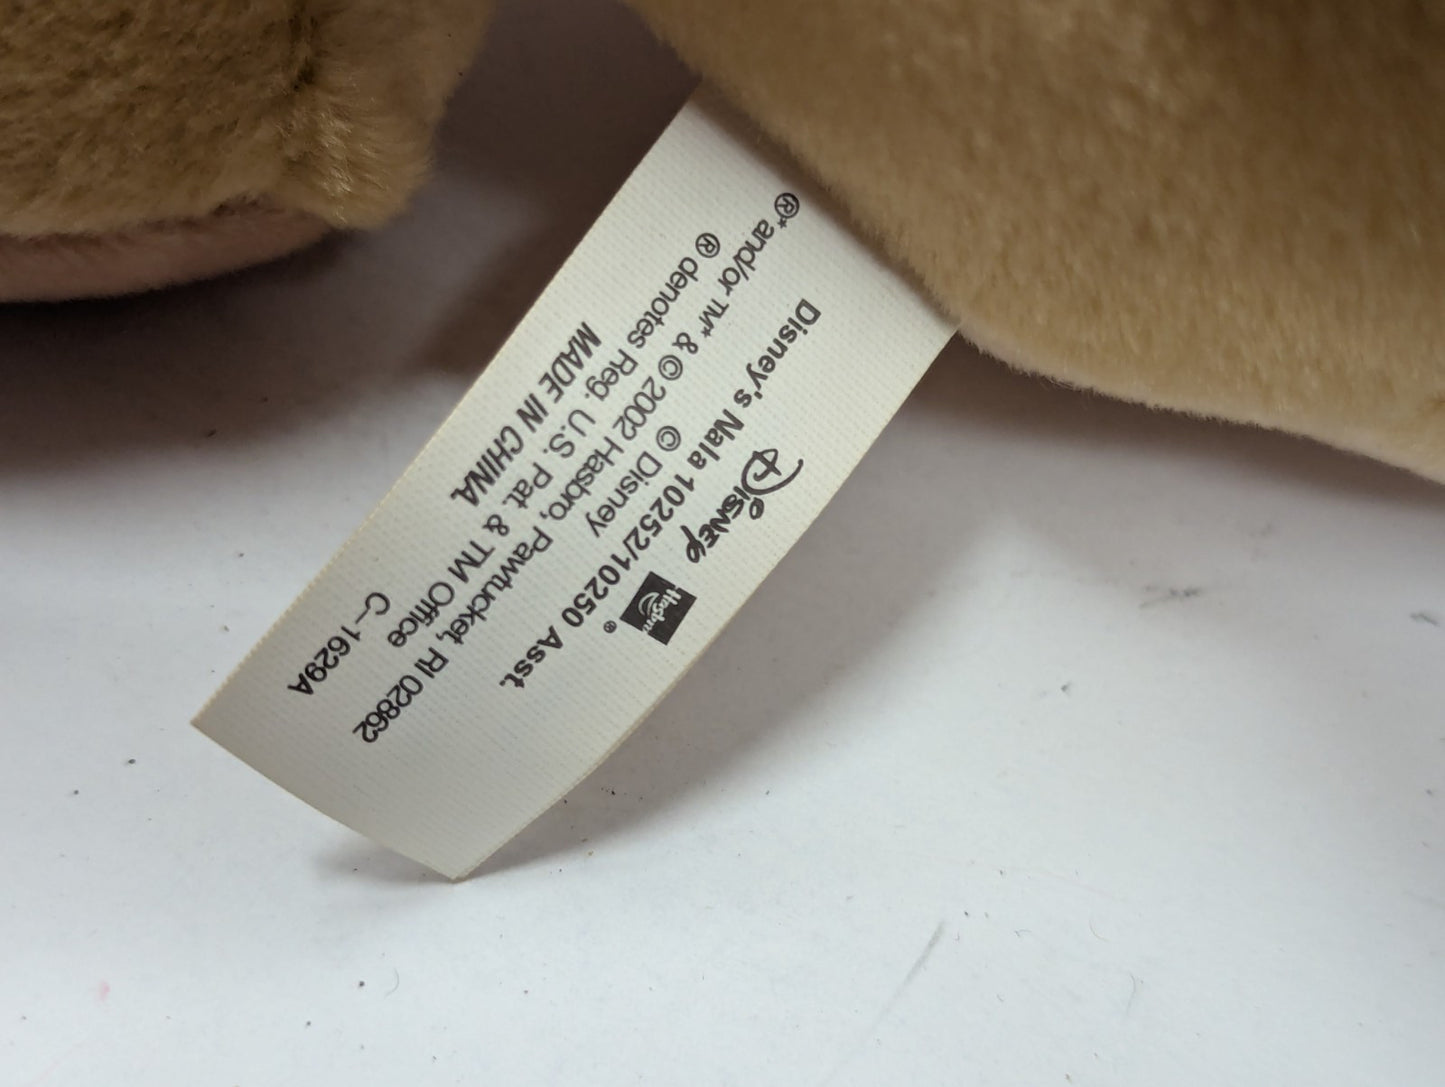 Disney Hasbro ®
Disney's Nala 10252/10250 Asst.
© Disney
®* and/or TM* & © 2002 Hasbro, Pawtucket, RI 02862
® denotes Reg. U.S. Pat. & TM Office
MADE IN CHINA. C–1629A